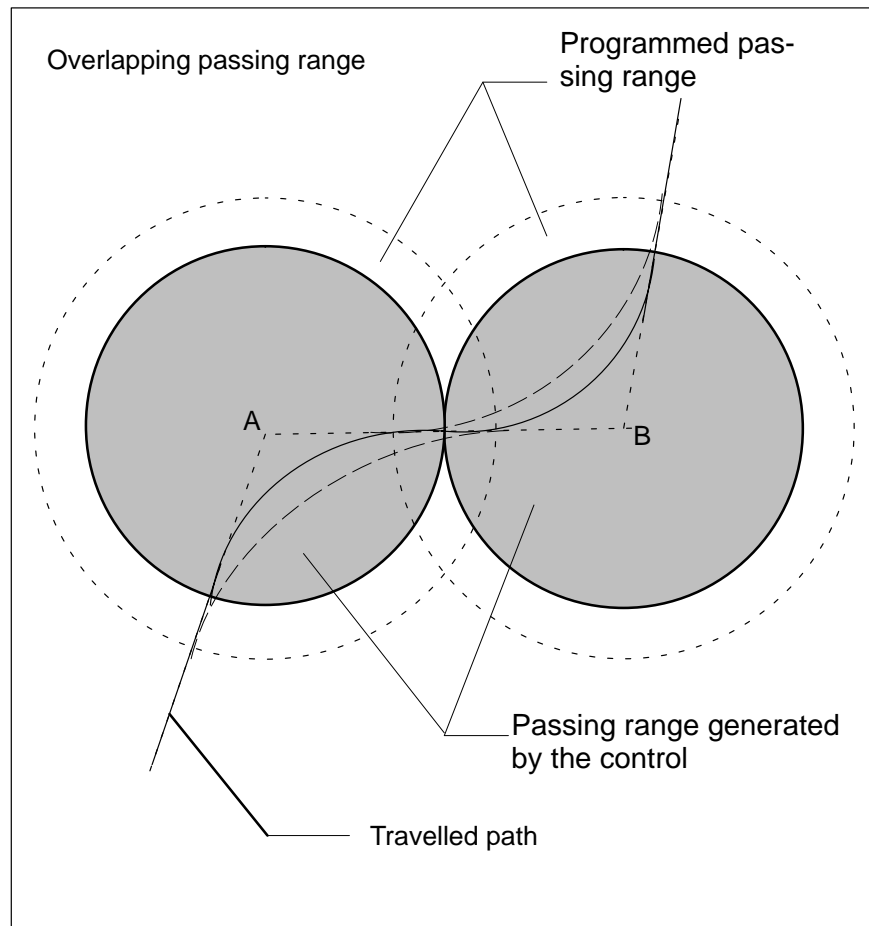 Overlapping passing range
Programmed pas-
sing range
A
B
Passing range generated
by the control
Travelled path